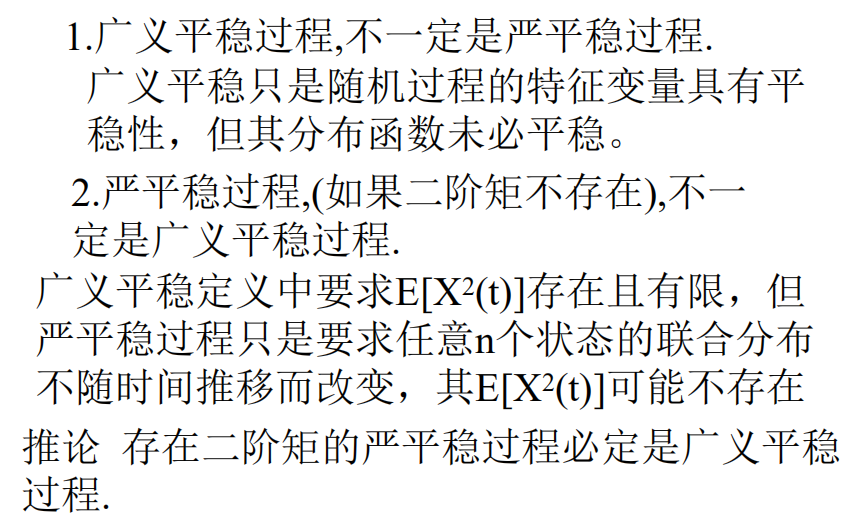 1.广义平稳过程,不一定是严平稳过程.
广义平稳只是随机过程的特征变量具有平
稳性，但其分布函数未必平稳。
2.严平稳过程,(如果二阶矩不存在),不一
定是广义平稳过程.
广义平稳定义中要求E[X²(t)]存在且有限，但
严平稳过程只是要求任意n个状态的联合分布
不随时间推移而改变，其E[X²(t)]可能不存在
推论 存在二阶矩的严平稳过程必定是广义平稳
过程.